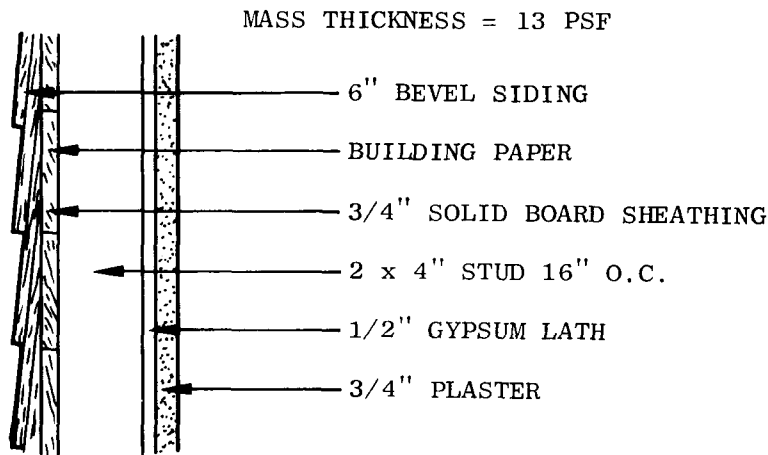 MASS THICKNESS = 13 PSF
6" BEVEL SIDING
BUILDING PAPER
3/4" SOLID BOARD SHEATHING
2 x 4" STUD 16" O.C.
1/2" GYPSUM LATH
3/4" PLASTER